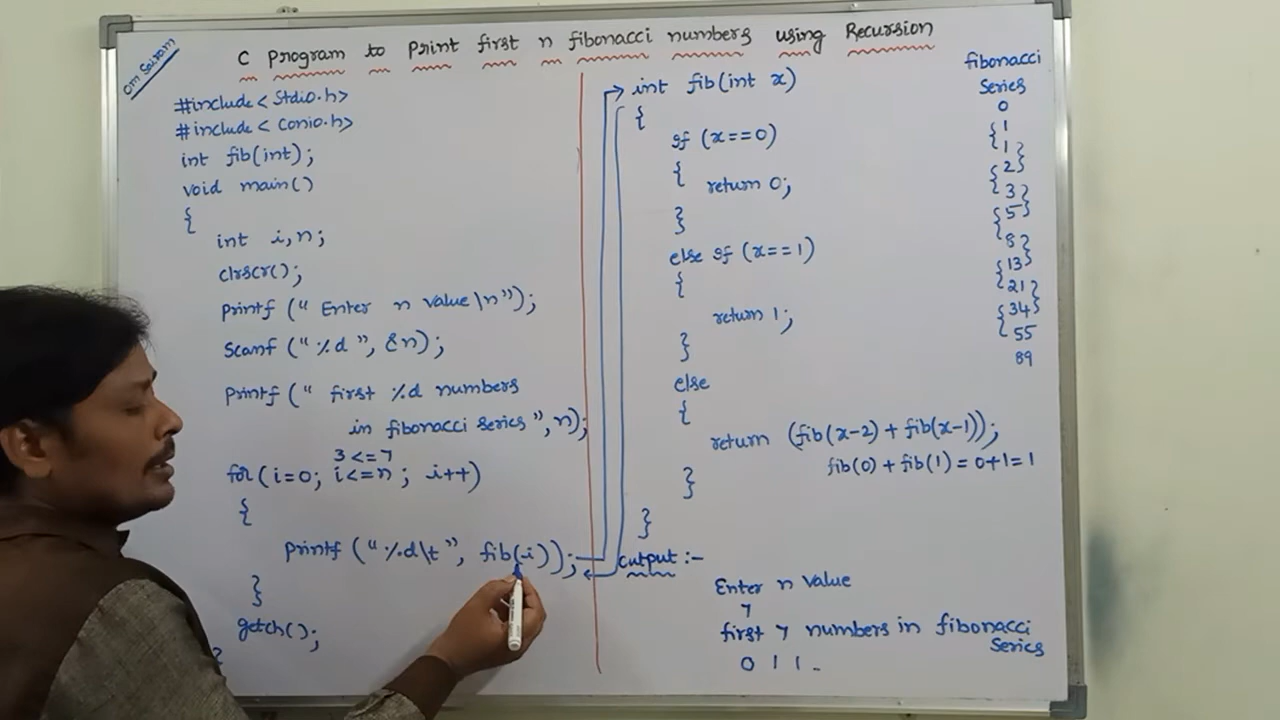 Om Sairam
C Program to Print first n fibonacci numbers using Recursion
#include< Stdio.h>
#include< Conio.h>
int fib(int);
void main()
{
int i,n;
clrscr();
Printf (" Enter n value\n");
Scanf ("%d", &n);
Printf (" first %d numbers
in fibonacci series", n);
3 <= 7
for(i=0; i<=n; i++)
{
Printf ("%d\t", fib(i));
}
getch();
}
int fib(int x)
{
if (x==0)
{
return 0;
}
else if (x==1)
{
return 1;
}
else
{
return (fib(x-2) + fib(x-1));
fib(0) + fib(1) = 0+1=1
}
}
Output :-
Enter n value
7
first 7 numbers in fibonacci
Series
0 1 1
fibonacci
Series
0
1
1
2
3
5
8
13
21
34
55
89